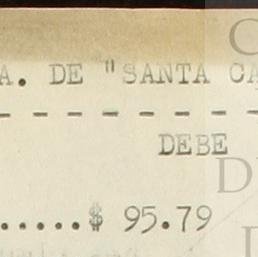 A. DE "SANTA CA
- - - - - - - -
DEBE
.....$ 95.79